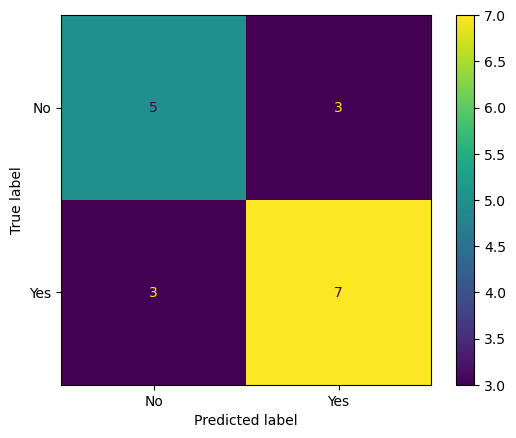 No
Yes
True label
5
3
3
7
No
Yes
Predicted label
7.0
6.5
6.0
5.5
5.0
4.5
4.0
3.5
3.0